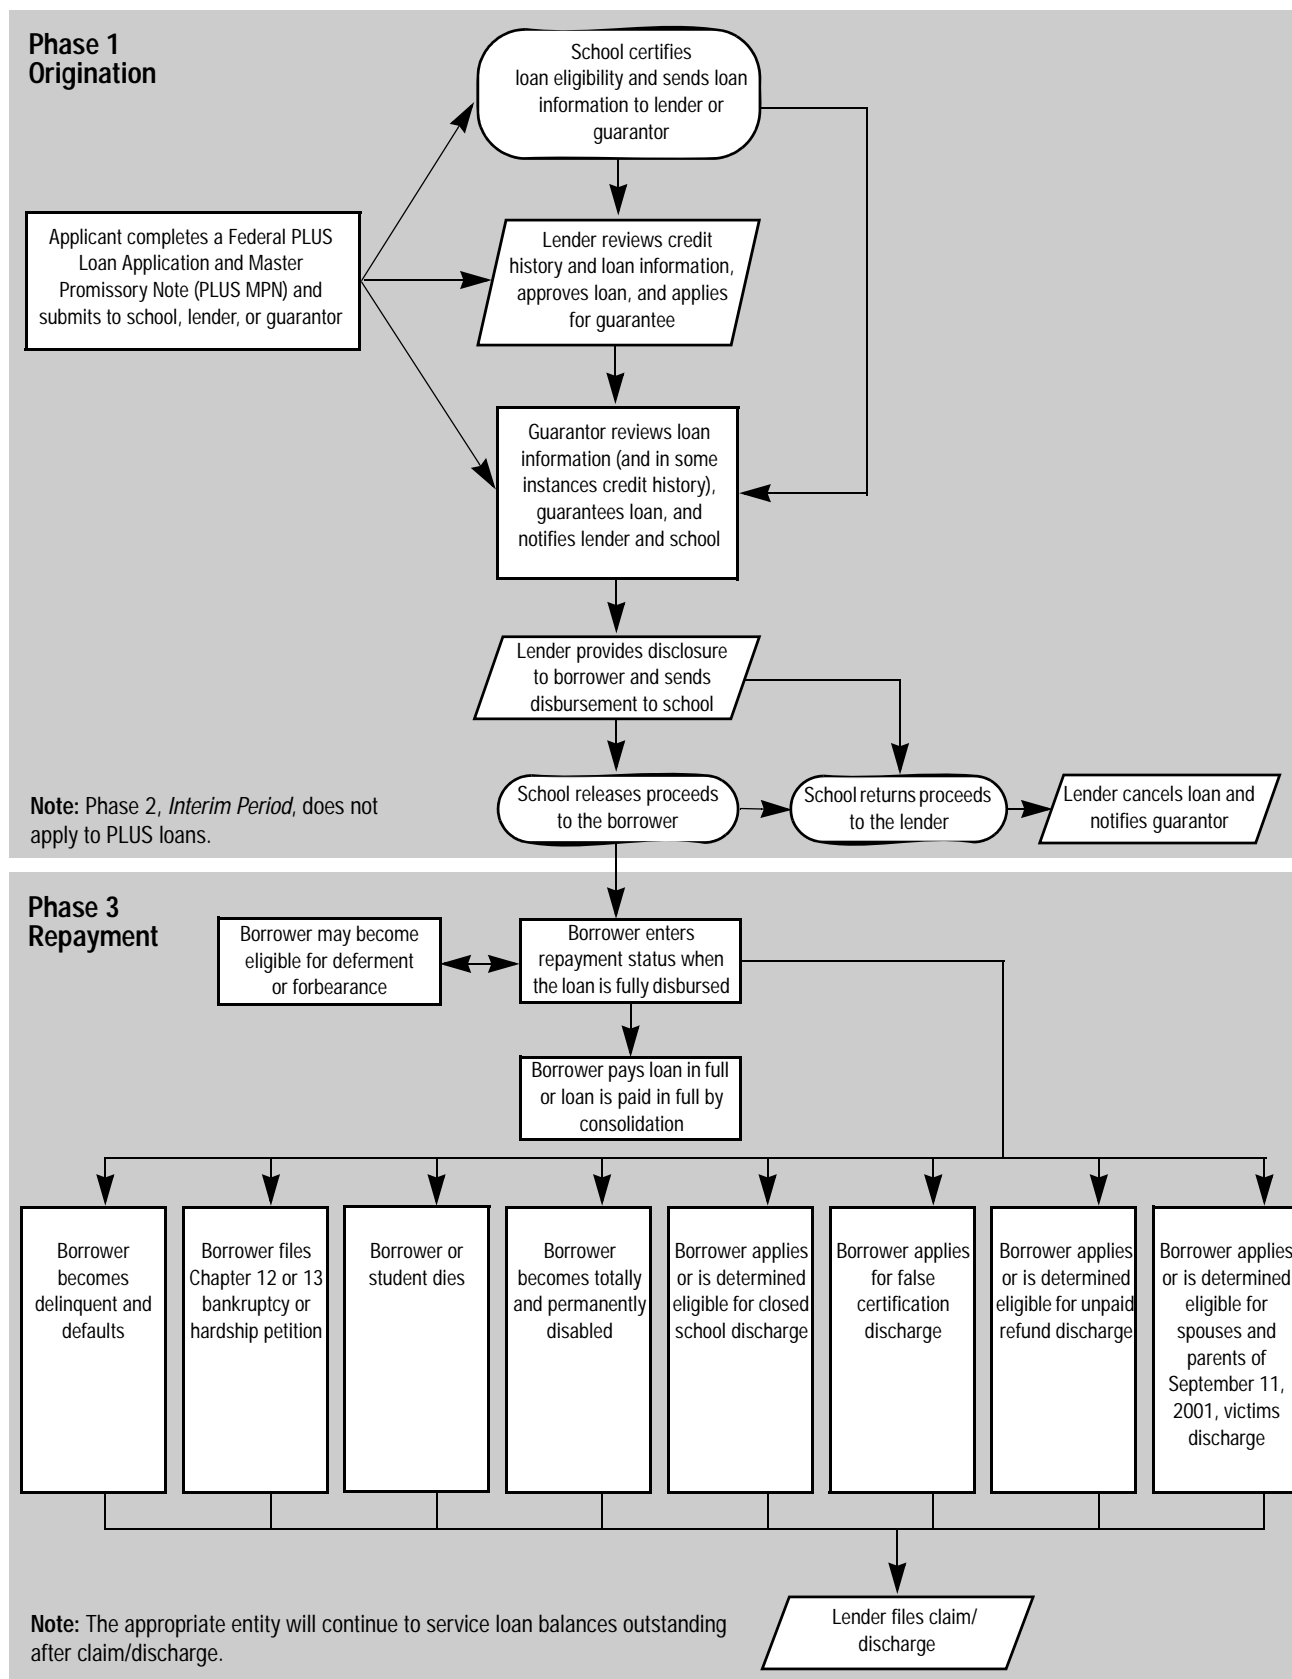 Phase 1
Origination
School certifies
loan eligibility and sends loan
information to lender or
guarantor
Applicant completes a Federal PLUS
Loan Application and Master
Promissory Note (PLUS MPN) and
submits to school, lender, or guarantor
Lender reviews credit
history and loan information,
approves loan, and applies
for guarantee
Guarantor reviews loan
information (and in some
instances credit history),
guarantees loan, and
notifies lender and school
Lender provides disclosure
to borrower and sends
disbursement to school
Note: Phase 2, Interim Period, does not
apply to PLUS loans.
School releases proceeds
to the borrower
School returns proceeds
to the lender
Lender cancels loan and
notifies guarantor
Phase 3
Repayment
Borrower may become
eligible for deferment
or forbearance
Borrower enters
repayment status when
the loan is fully disbursed
Borrower pays loan in full
or loan is paid in full by
consolidation
Borrower
becomes
delinquent and
defaults
Borrower files
Chapter 12 or 13
bankruptcy or
hardship petition
Borrower or
student dies
Borrower
becomes totally
and permanently
disabled
Borrower applies
or is determined
eligible for closed
school discharge
Borrower applies
for false
certification
discharge
Borrower applies
or is determined
eligible for unpaid
refund discharge
Borrower applies
or is determined
eligible for
spouses and
parents of
September 11,
2001, victims
discharge
Note: The appropriate entity will continue to service loan balances outstanding
after claim/discharge.
Lender files claim/
discharge